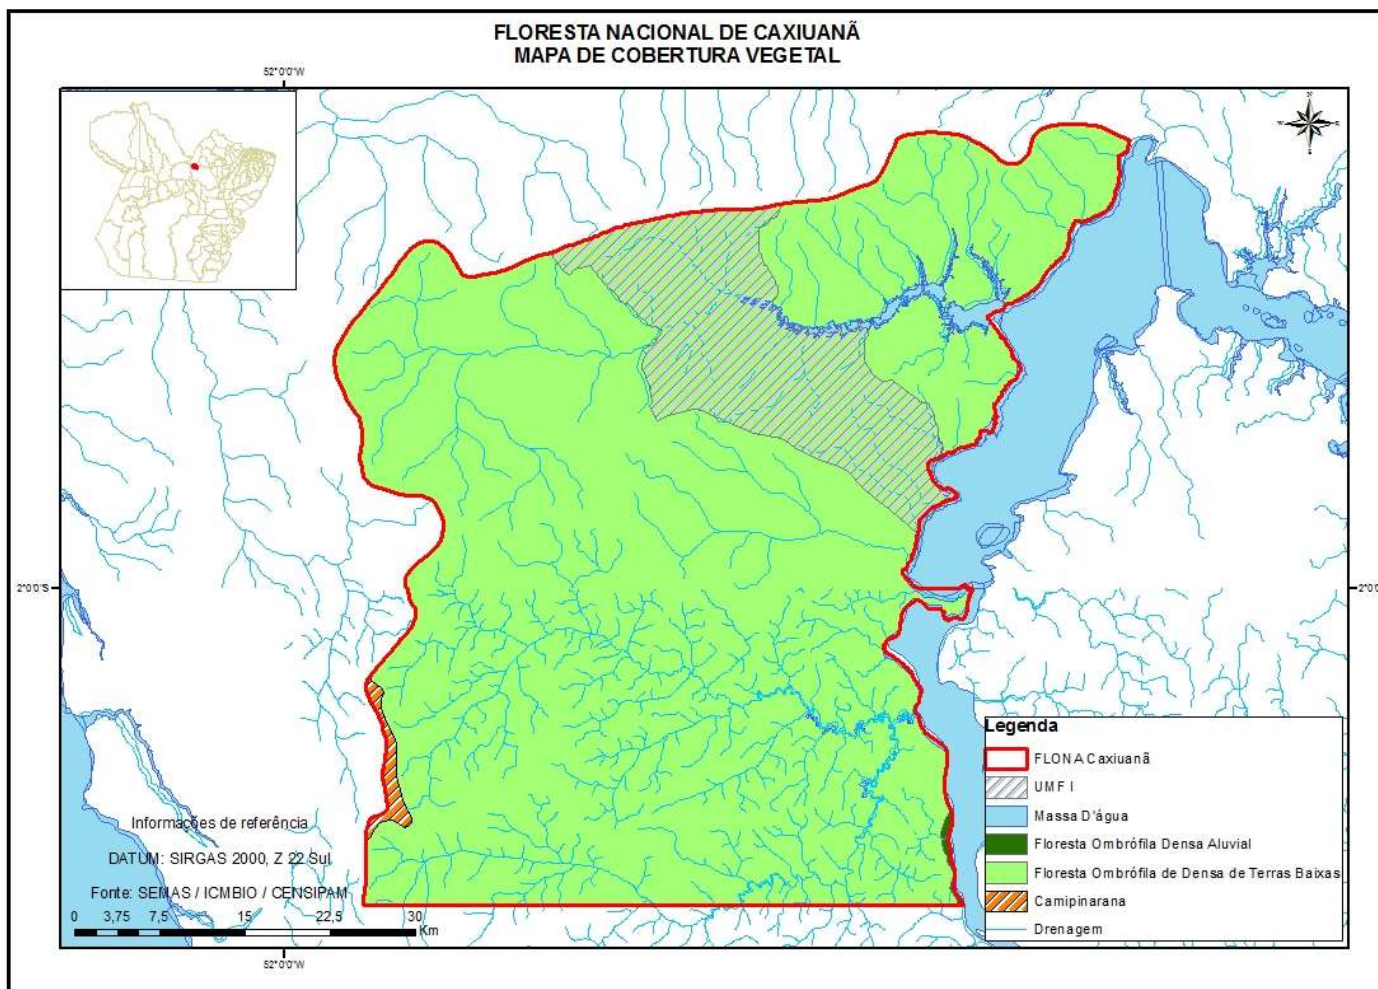 FLORESTA NACIONAL DE CAXIUANÃ
MAPA DE COBERTURA VEGETAL
52°0'0"W
N
W
2°0'0"S
2°0'0
Legenda
FLONA Caxiuanã
UMF I
Massa D'água
Floresta Ombrófila Densa Aluvial
Floresta Ombrófila de Densa de Terras Baixas
Camipinarana
Drenagem
Informações de referência
DATUM: SIRGAS 2000, Z 22 Sul
Fonte: SEMAS / ICMBIO / CENSIPAM
0 3,75 7,5 15 22,5 30
Km
52°0'0"W